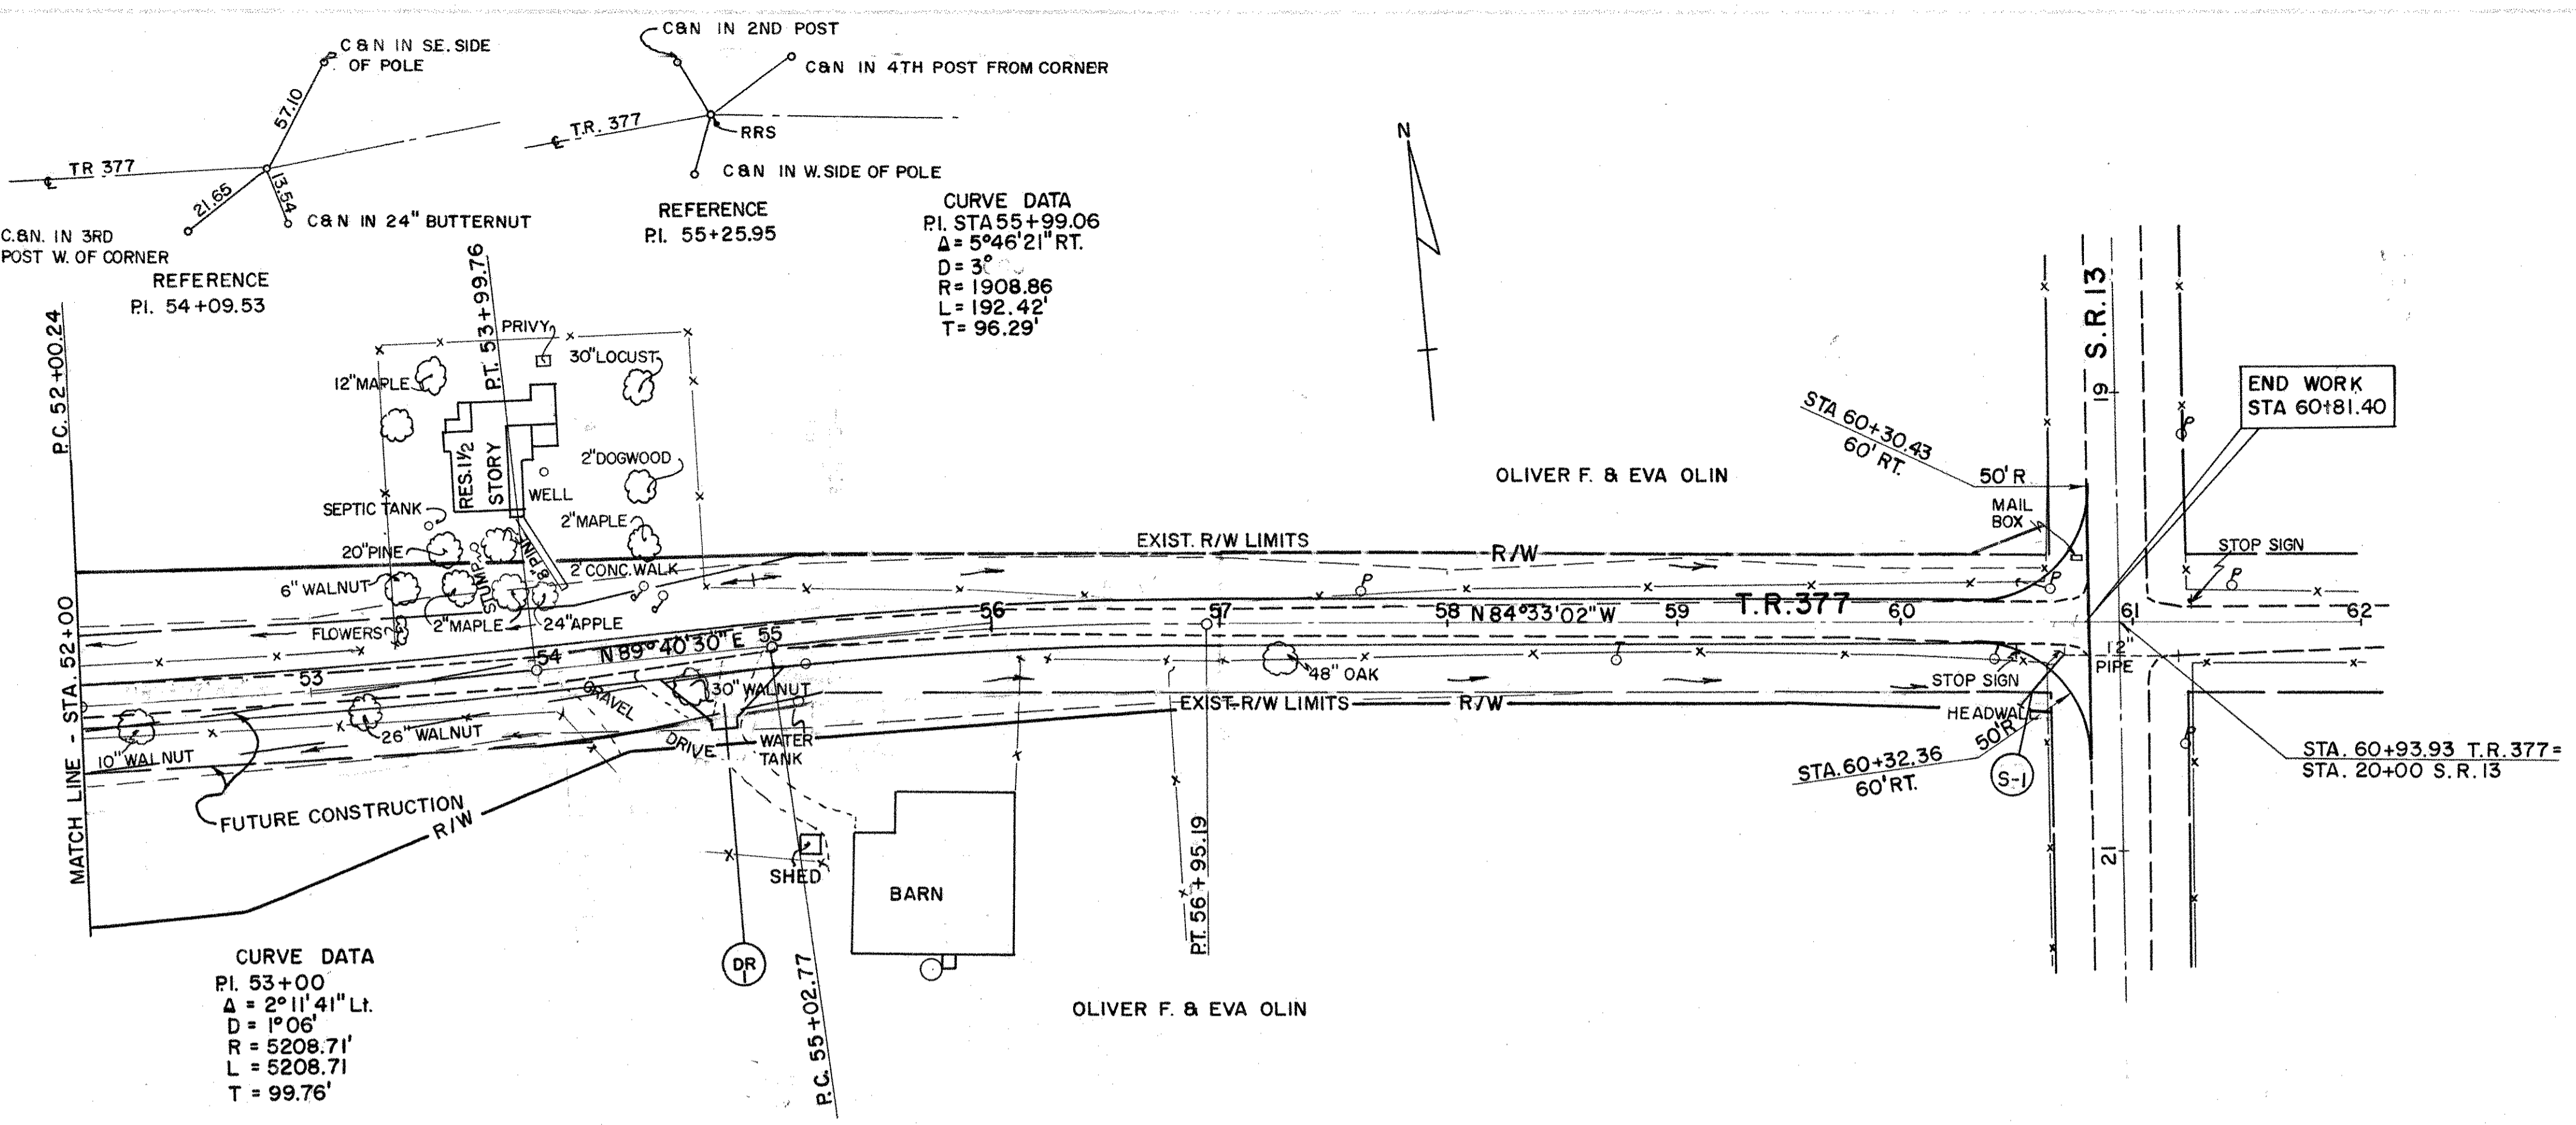 C&N IN SE. SIDE
OF POLE
57.10
TR 377
℄
21.65
13.54
C&N IN 24" BUTTERNUT
C.&N. IN 3RD
POST W. OF CORNER
REFERENCE
P.I. 54+09.53
C&N IN 2ND POST
C&N IN 4TH POST FROM CORNER
T.R. 377
℄
RRS
C&N IN W. SIDE OF POLE
REFERENCE
P.I. 55+25.95
CURVE DATA
P.I. STA 55+99.06
Δ = 5°46'21" RT.
D = 3°
R = 1908.86
L = 192.42'
T = 96.29'
N
P.C. 52+00.24
P.T. 53+99.76
PRIVY
30" LOCUST
12" MAPLE
RES. 1½
STORY
2" DOGWOOD
WELL
SEPTIC TANK
2" MAPLE
20" PINE
STUMP
18" PINE
2' CONC. WALK
6" WALNUT
2" MAPLE
24" APPLE
FLOWERS
MATCH LINE - STA. 52+00
53
54
N 89° 40' 30" E
55
56
57
58
N 84° 33' 02" W
59
T.R. 377
60
61
62
EXIST. R/W LIMITS
R/W
OLIVER F. & EVA OLIN
STA 60+30.43
60' RT.
50' R
MAIL
BOX
S.R. 13
19
END WORK
STA 60+81.40
STOP SIGN
12"
PIPE
GRAVEL
DRIVE
30" WALNUT
WATER
TANK
48" OAK
EXIST. R/W LIMITS
R/W
STOP SIGN
HEADWALL
50' R
STA. 60+32.36
60' RT.
S-1
STA. 60+93.93 T.R. 377 =
STA. 20+00 S.R. 13
21
26" WALNUT
10" WALNUT
FUTURE CONSTRUCTION
R/W
SHED
BARN
DR
1
P.C. 55+02.77
P.T. 56+95.19
OLIVER F. & EVA OLIN
CURVE DATA
P.I. 53+00
Δ = 2° 11' 41" Lt.
D = 1° 06'
R = 5208.71'
L = 5208.71
T = 99.76'